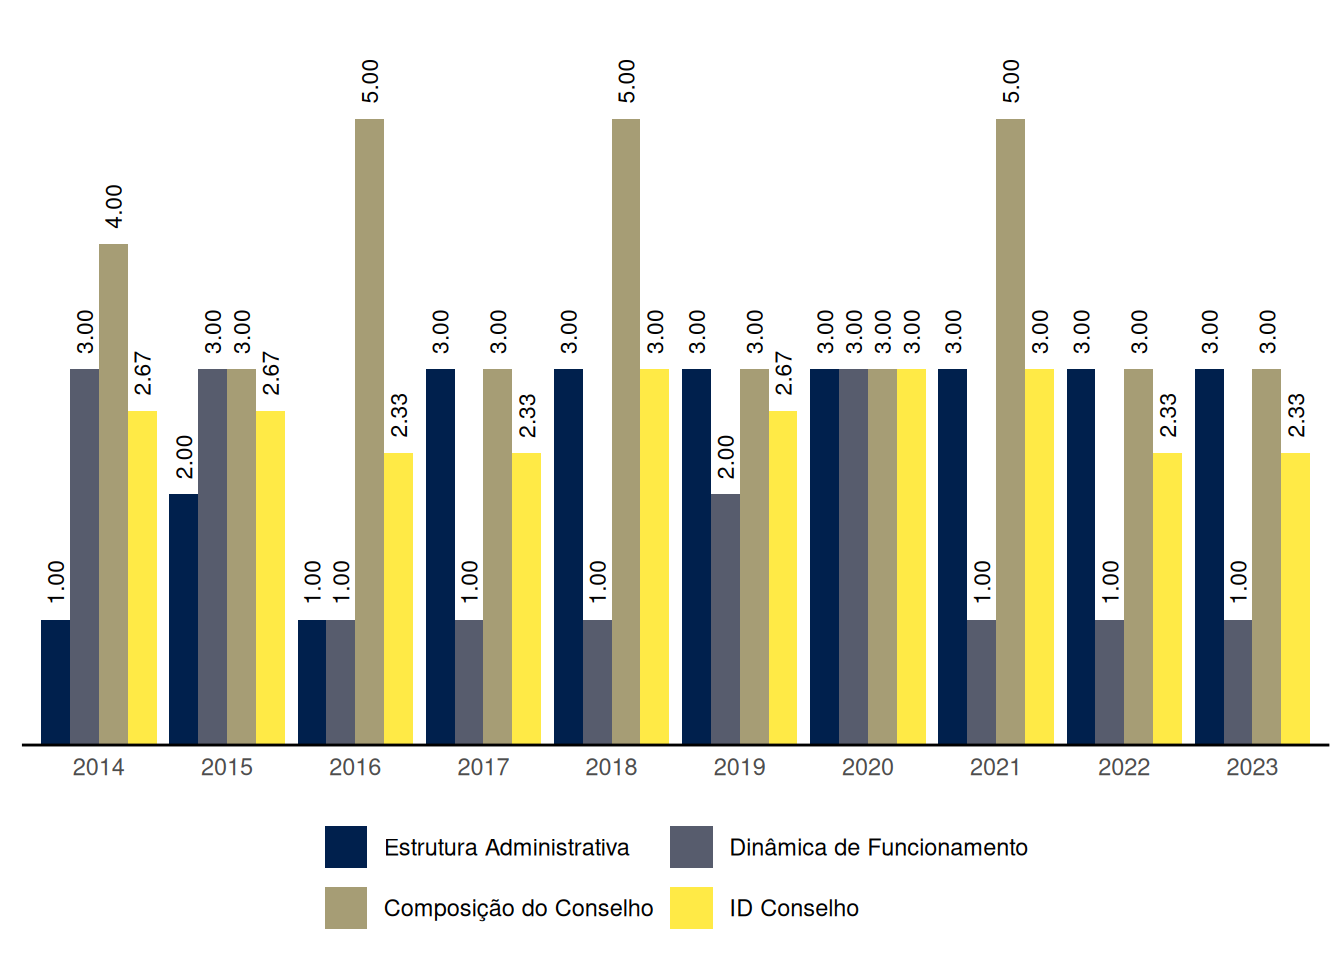 5.00 5.00 5.00
4.00
3.00 3.00 3.00 3.00 3.00 3.00 3.00 3.00 3.00 3.00 3.00 3.00 3.00 3.00 3.00 3.00 3.00 3.00 3.00
2.67 2.67 2.67
2.33 2.33 2.33 2.33
2.00 2.00
1.00 1.00 1.00 1.00 1.00 1.00 1.00 1.00
2014 2015 2016 2017 2018 2019 2020 2021 2022 2023
Estrutura Administrativa Dinâmica de Funcionamento
Composição do Conselho ID Conselho